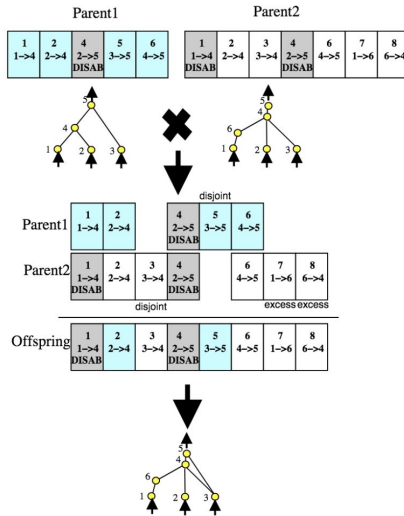 Parent1 Parent2
1 2 4 5 6 1 2 3 4 6 7 8
1->4 2->4 2->5 3->5 4->5 1->4 2->4 3->4 2->5 4->5 1->6 6->4
DISAB DISAB DISAB
5 5
4 4
6
1 2 3 1 2 3
disjoint
Parent1 1 2 4 5 6
1->4 2->4 2->5 3->5 4->5
DISAB
Parent2 1 2 3 4 6 7 8
1->4 2->4 3->4 2->5 4->5 1->6 6->4
DISAB DISAB
disjoint excess excess
Offspring 1 2 3 4 5 6 7 8
1->4 2->4 3->4 2->5 3->5 4->5 1->6 6->4
DISAB DISAB
5
4
6
1 2 3